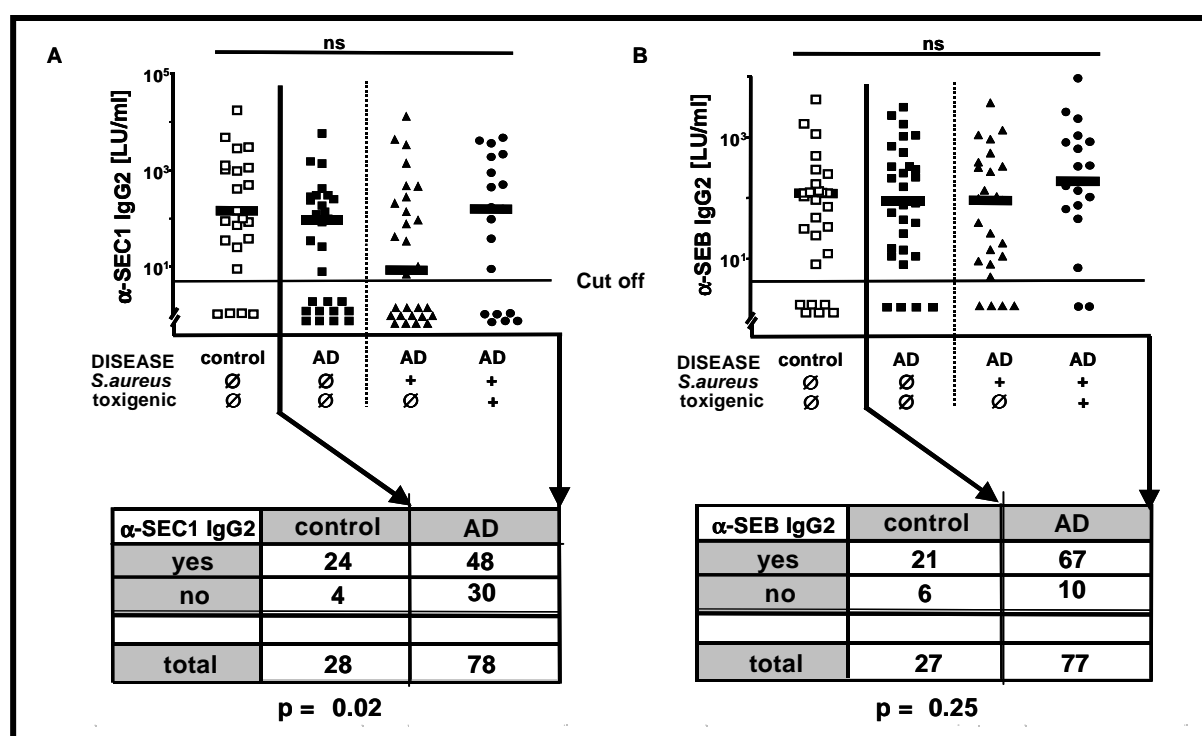 A
ns
α-SEC1 IgG2 [LU/ml]
10⁵
10³
10¹
DISEASE control AD AD AD
S.aureus Ø Ø + +
toxigenic Ø Ø Ø +
Cut off
B
ns
α-SEB IgG2 [LU/ml]
10³
10¹
DISEASE control AD AD AD
S.aureus Ø Ø + +
toxigenic Ø Ø Ø +
α-SEC1 IgG2 control AD
yes 24 48
no 4 30
total 28 78
p = 0.02
α-SEB IgG2 control AD
yes 21 67
no 6 10
total 27 77
p = 0.25